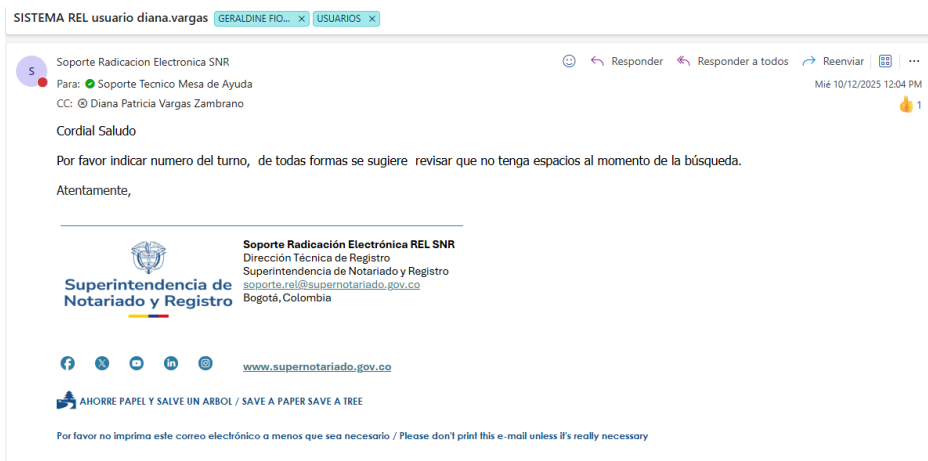 SISTEMA REL usuario diana.vargas GERALDINE FIO... × USUARIOS ×
S
Soporte Radicacion Electronica SNR
Responder Responder a todos Reenviar ...
Para: Soporte Tecnico Mesa de Ayuda
Mié 10/12/2025 12:04 PM
CC: Diana Patricia Vargas Zambrano
1
Cordial Saludo
Por favor indicar numero del turno, de todas formas se sugiere revisar que no tenga espacios al momento de la búsqueda.
Atentamente,
Superintendencia de
Notariado y Registro
Soporte Radicación Electrónica REL SNR
Dirección Técnica de Registro
Superintendencia de Notariado y Registro
soporte.rel@supernotariado.gov.co
Bogotá, Colombia
www.supernotariado.gov.co
AHORRE PAPEL Y SALVE UN ARBOL / SAVE A PAPER SAVE A TREE
Por favor no imprima este correo electrónico a menos que sea necesario / Please don't print this e-mail unless it's really necessary